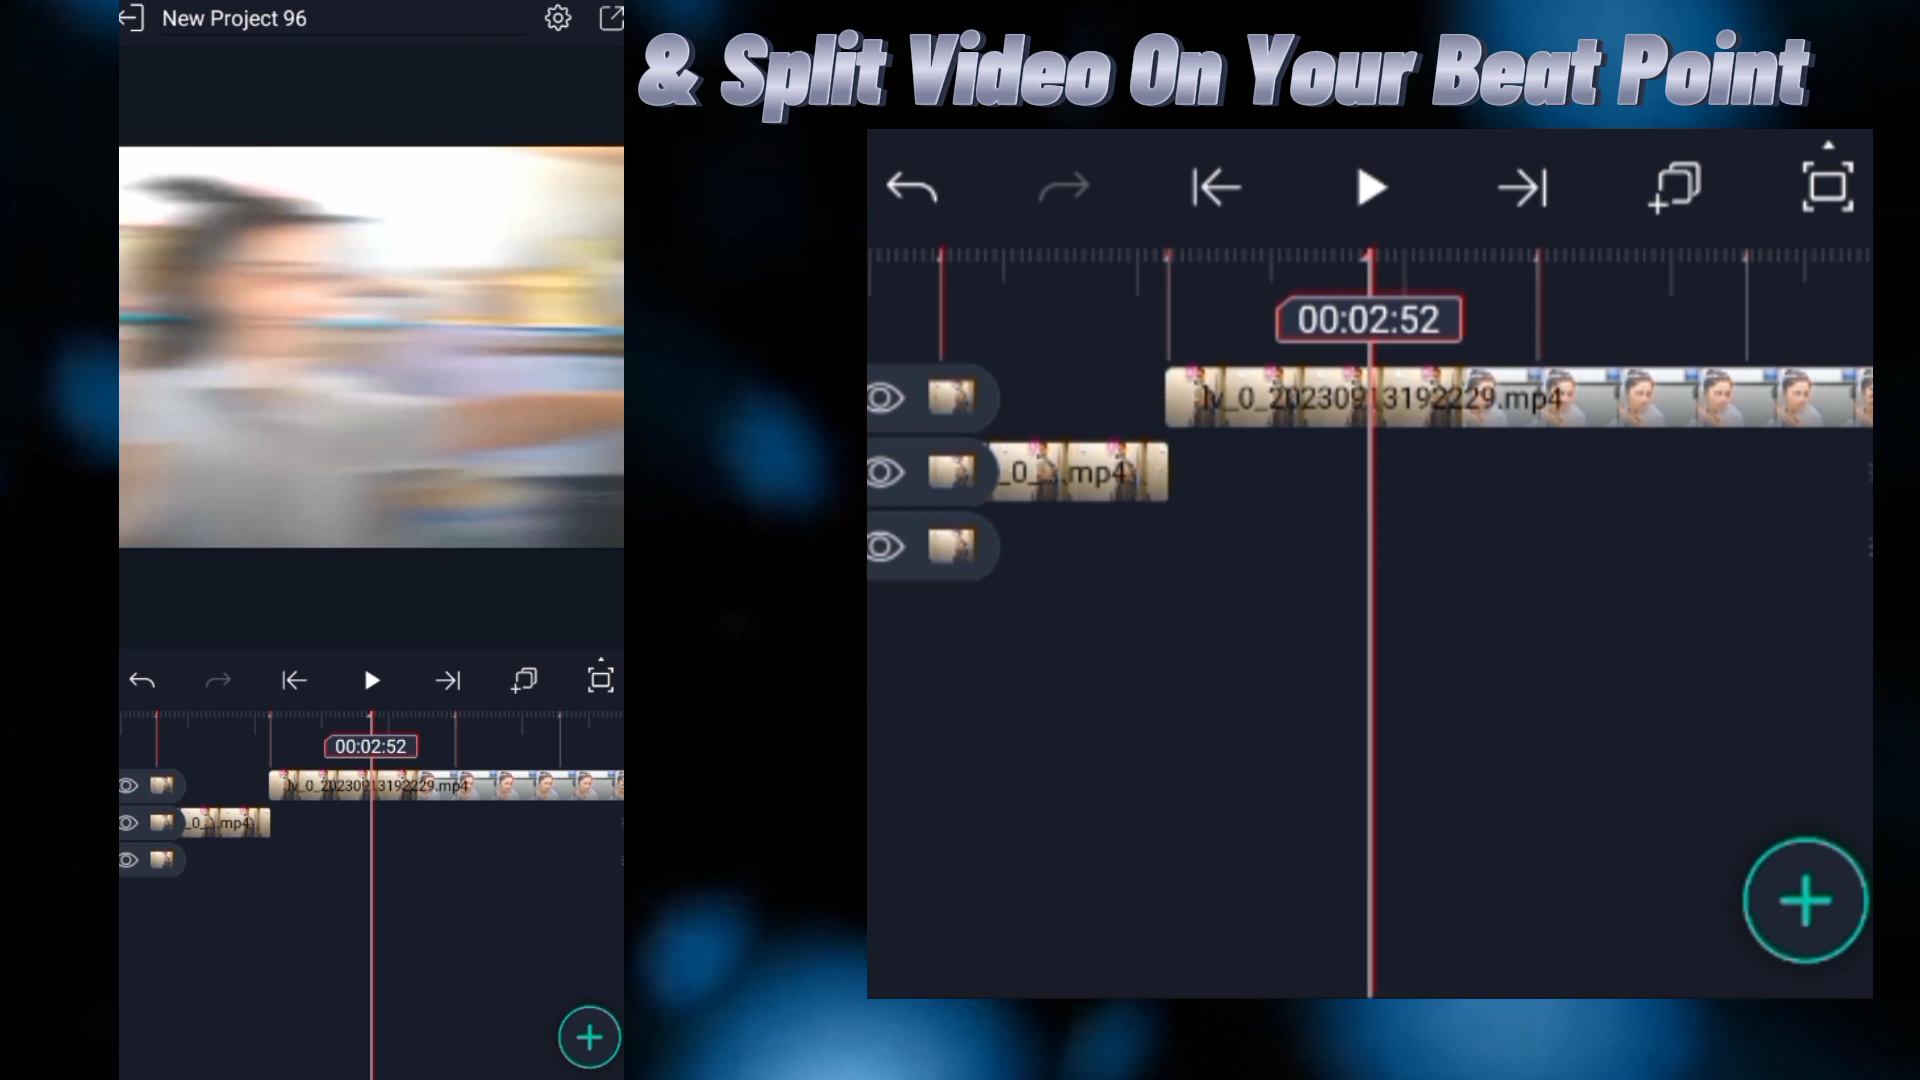 New Project 96
& Split Video On Your Beat Point
00:02:52
lv_0_20230913192229.mp4
_0_...mp4
00:02:52
lv_0_20230913192229.mp4
_0_...mp4